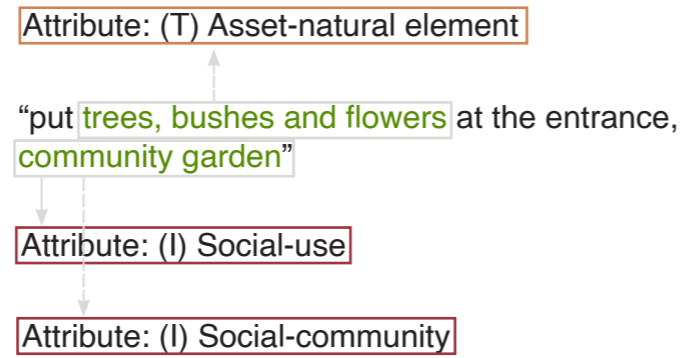 Attribute: (T) Asset-natural element
“put trees, bushes and flowers at the entrance,
community garden”
Attribute: (I) Social-use
Attribute: (I) Social-community